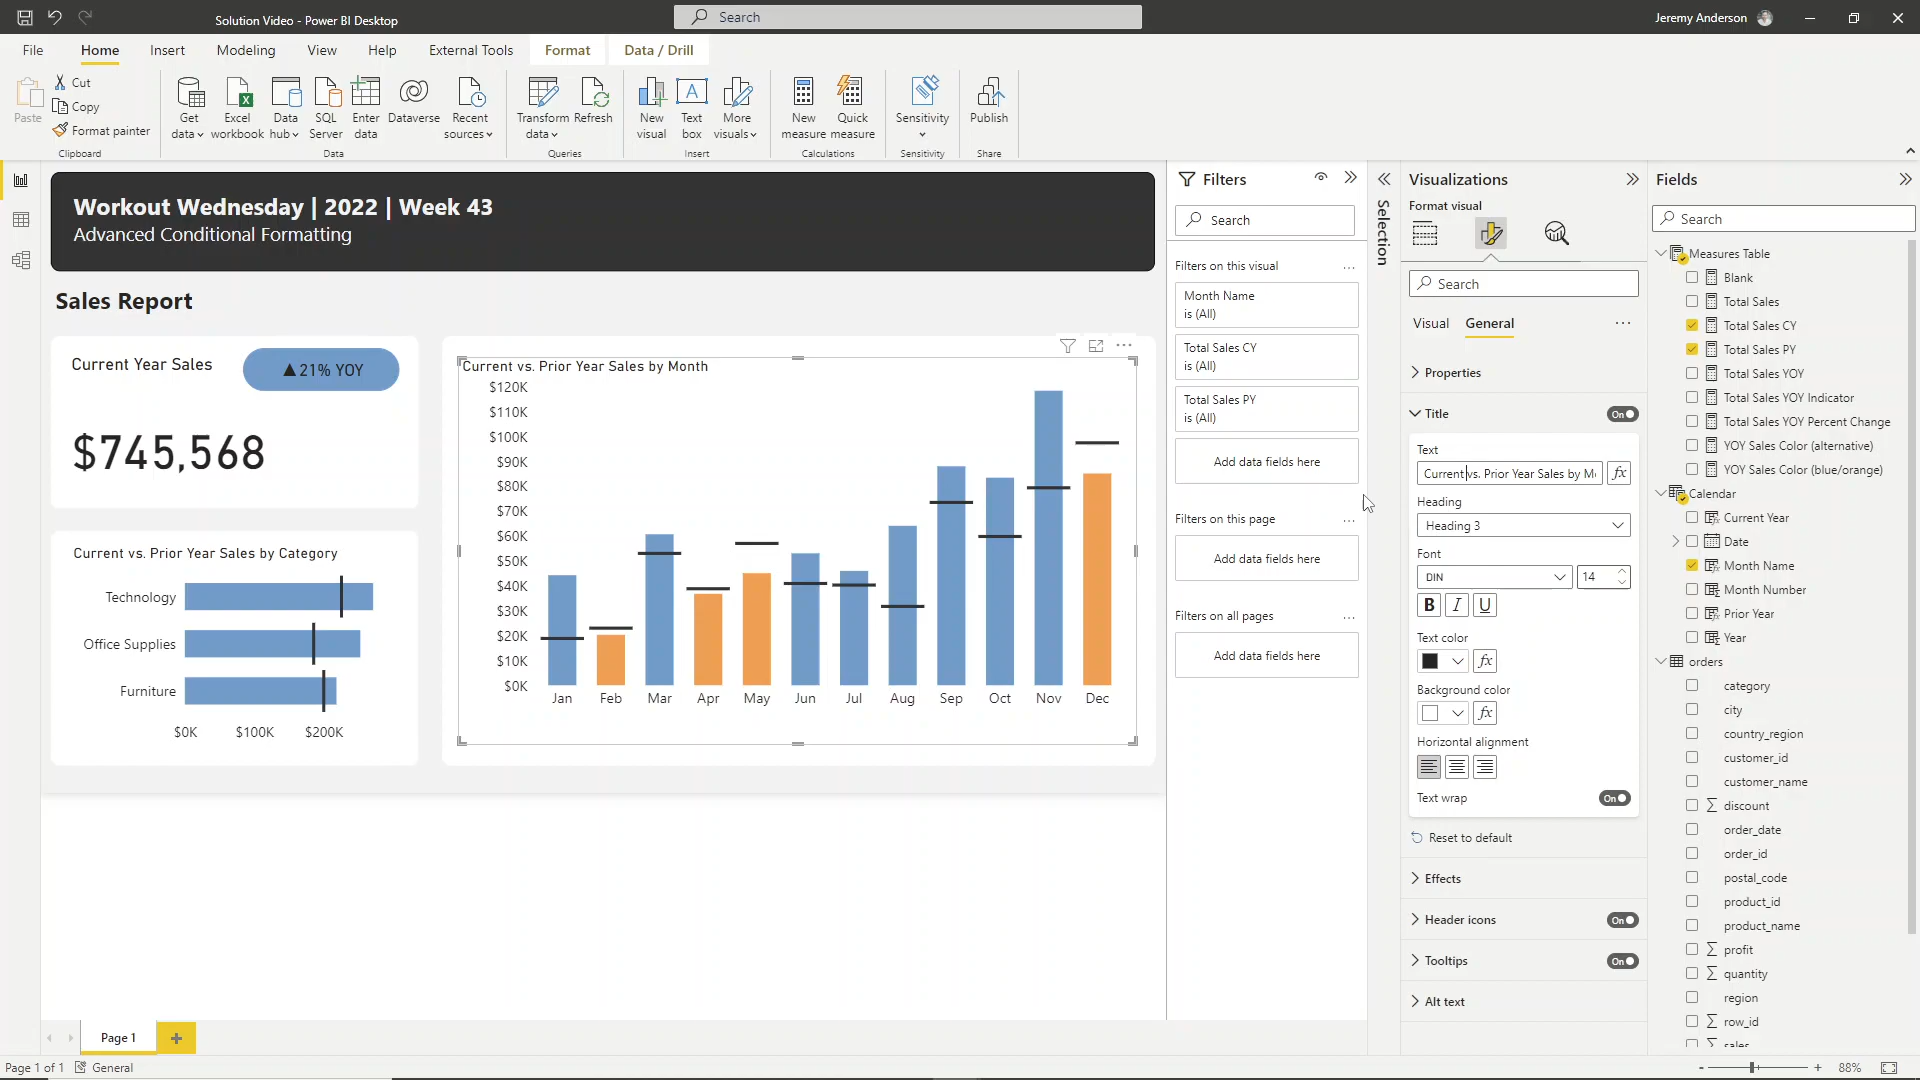 Solution Video - Power BI Desktop
Search
Jeremy Anderson
File
Home
Insert
Modeling
View
Help
External Tools
Format
Data / Drill
Paste
Cut
Copy
Format painter
Clipboard
Get data
Excel workbook
Data hub
SQL Server
Enter data
Dataverse
Recent sources
Data
Transform data
Refresh
Queries
New visual
Text box
More visuals
Insert
New measure
Quick measure
Calculations
Sensitivity
Sensitivity
Publish
Share
Workout Wednesday | 2022 | Week 43
Advanced Conditional Formatting
Sales Report
Current Year Sales
▲21% YOY
$745,568
Current vs. Prior Year Sales by Category
Technology
Office Supplies
Furniture
$0K
$100K
$200K
Current vs. Prior Year Sales by Month
$120K
$110K
$100K
$90K
$80K
$70K
$60K
$50K
$40K
$30K
$20K
$10K
$0K
Jan
Feb
Mar
Apr
May
Jun
Jul
Aug
Sep
Oct
Nov
Dec
Filters
Search
Filters on this visual
Month Name
is (All)
Total Sales CY
is (All)
Total Sales PY
is (All)
Add data fields here
Filters on this page
Add data fields here
Filters on all pages
Add data fields here
Selection
Visualizations
Format visual
Search
Visual
General
Properties
Title
On
Text
Current vs. Prior Year Sales by M
fx
Heading
Heading 3
Font
DIN
14
B
I
U
Text color
fx
Background color
fx
Horizontal alignment
Text wrap
On
Reset to default
Effects
Header icons
On
Tooltips
On
Alt text
Fields
Search
Measures Table
Blank
Total Sales
Total Sales CY
Total Sales PY
Total Sales YOY
Total Sales YOY Indicator
Total Sales YOY Percent Change
YOY Sales Color (alternative)
YOY Sales Color (blue/orange)
Calendar
Current Year
Date
Month Name
Month Number
Prior Year
Year
orders
category
city
country_region
customer_id
customer_name
discount
order_date
order_id
postal_code
product_id
product_name
profit
quantity
region
row_id
sales
Page 1
Page 1 of 1
General
88%